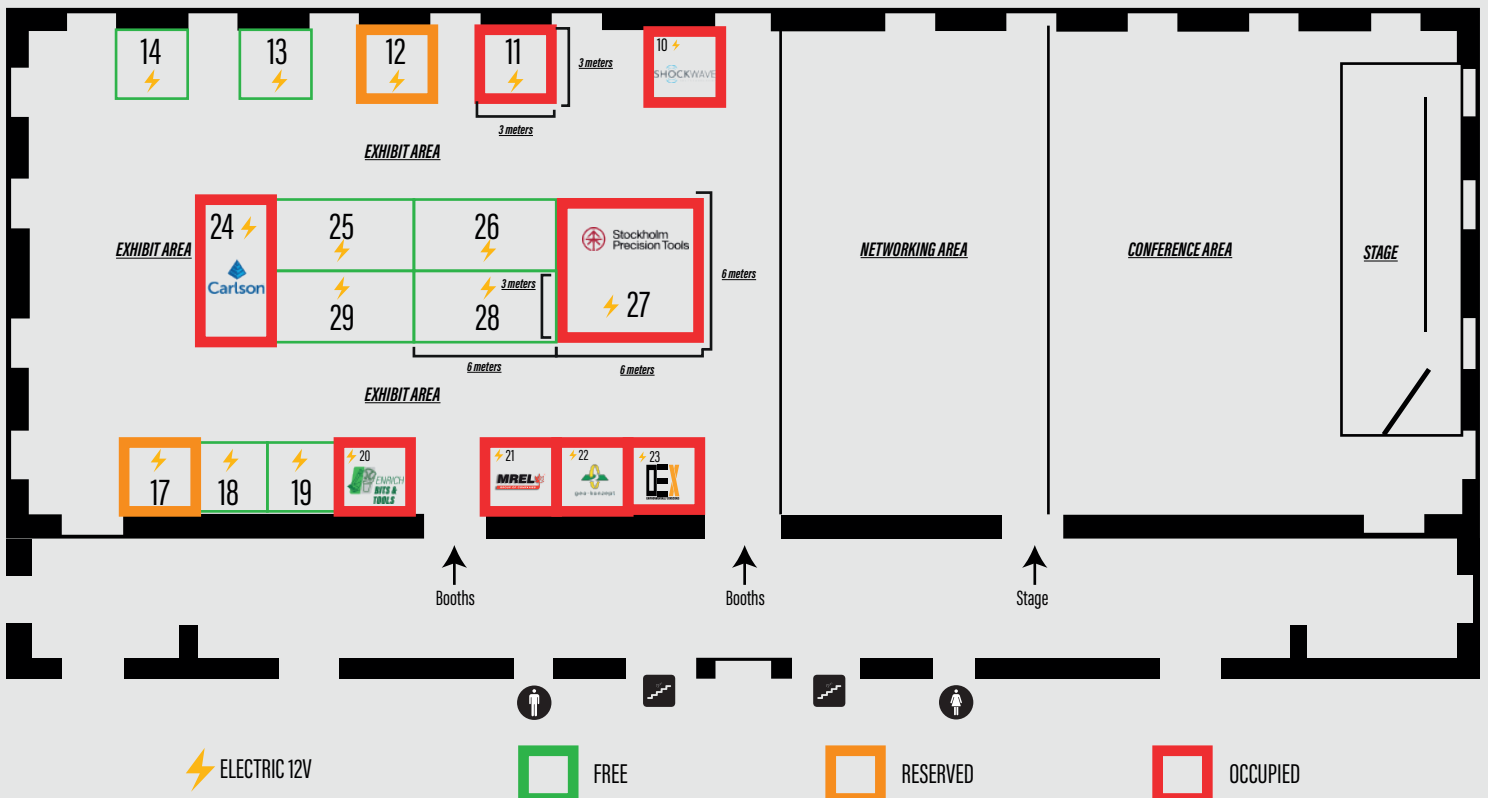 14
13
12
11
10
SHOCKWAVE
3 meters
3 meters
EXHIBIT AREA
24
Carlson
25
26
Stockholm
Precision Tools
27
29
28
3 meters
6 meters
6 meters
6 meters
EXHIBIT AREA
NETWORKING AREA
CONFERENCE AREA
STAGE
EXHIBIT AREA
17
18
19
20
ENRICH
BITS &
TOOLS
21
MREL
22
geo-konzept
23
DEX
Booths
Booths
Stage
ELECTRIC 12V
FREE
RESERVED
OCCUPIED